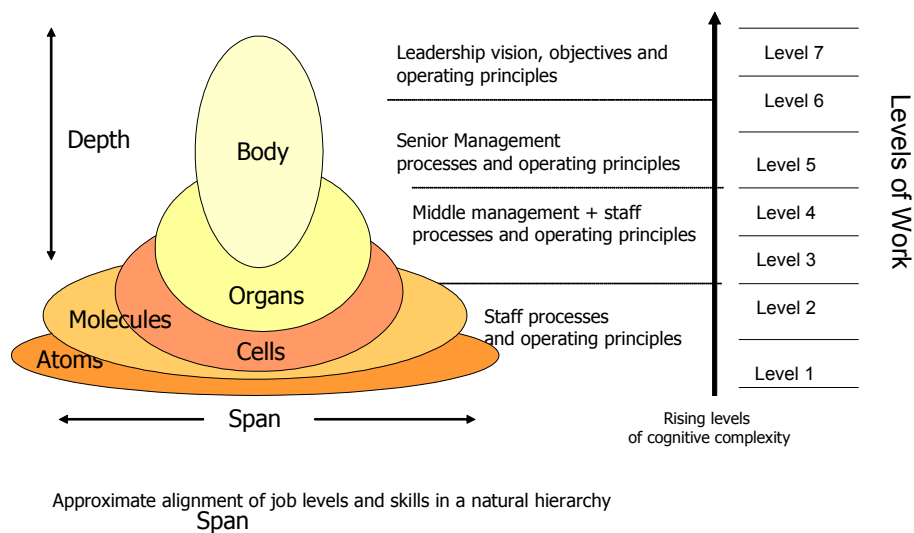 Depth
Body
Organs
Molecules
Cells
Atoms
Span
Leadership vision, objectives and
operating principles
Senior Management
processes and operating principles
Middle management + staff
processes and operating principles
Staff processes
and operating principles
Level 7
Level 6
Level 5
Level 4
Level 3
Level 2
Level 1
Levels of Work
Rising levels
of cognitive complexity
Approximate alignment of job levels and skills in a natural hierarchy
Span